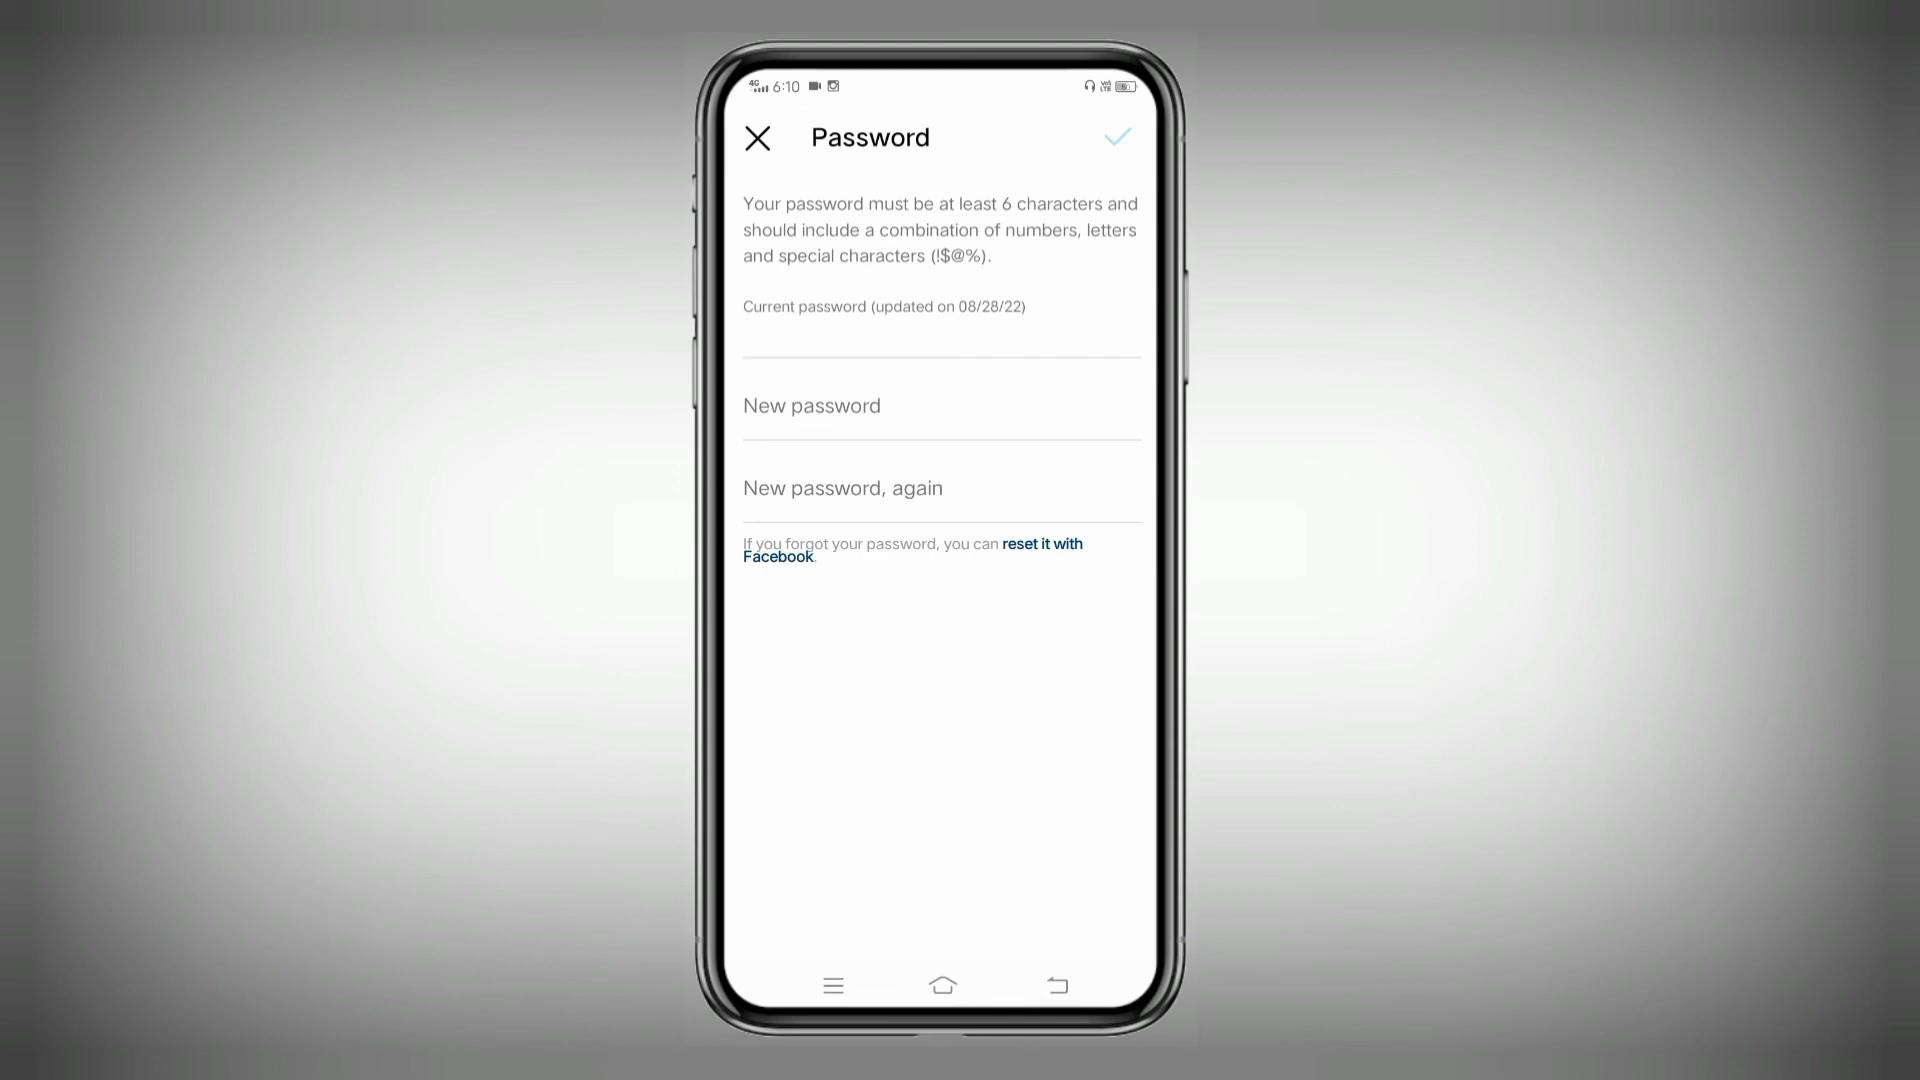 4G 6:10
Password
Your password must be at least 6 characters and
should include a combination of numbers, letters
and special characters (!$@%).
Current password (updated on 08/28/22)
New password
New password, again
If you forgot your password, you can reset it with
Facebook.